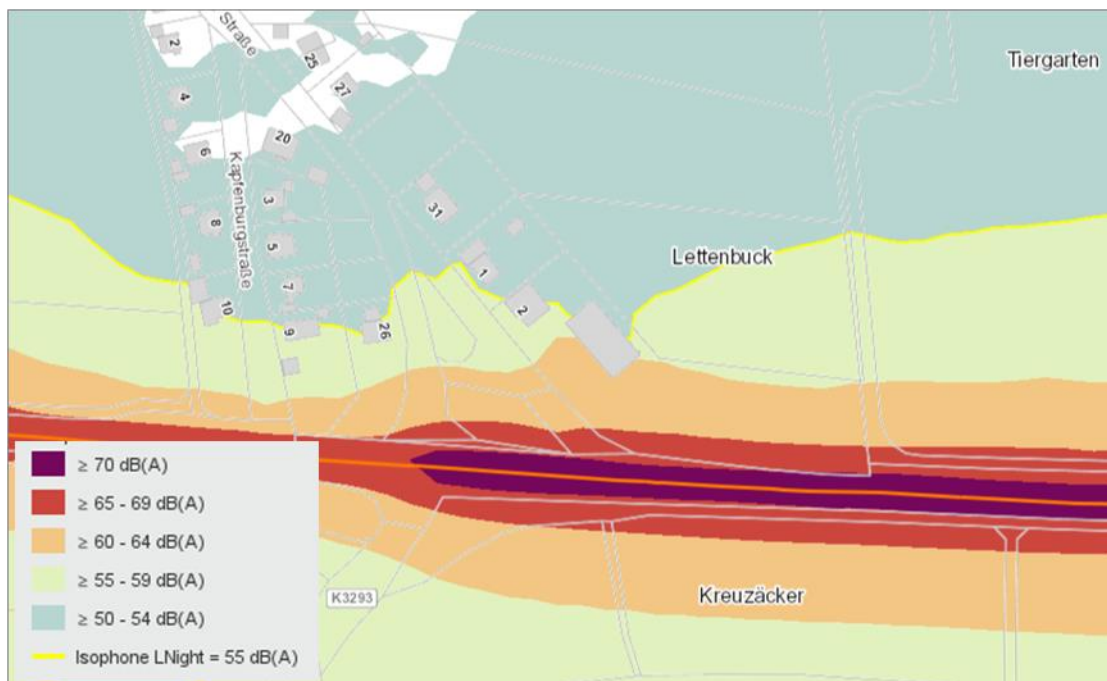 Straße
2
25
Tiergarten
27
4
20
6
Kapfenburgstraße
3
31
8
5
Lettenbuck
1
7
10
2
9
26
≥ 70 dB(A)
≥ 65 - 69 dB(A)
≥ 60 - 64 dB(A)
≥ 55 - 59 dB(A)
≥ 50 - 54 dB(A)
Isophone LNight = 55 dB(A)
K3293
Kreuzäcker